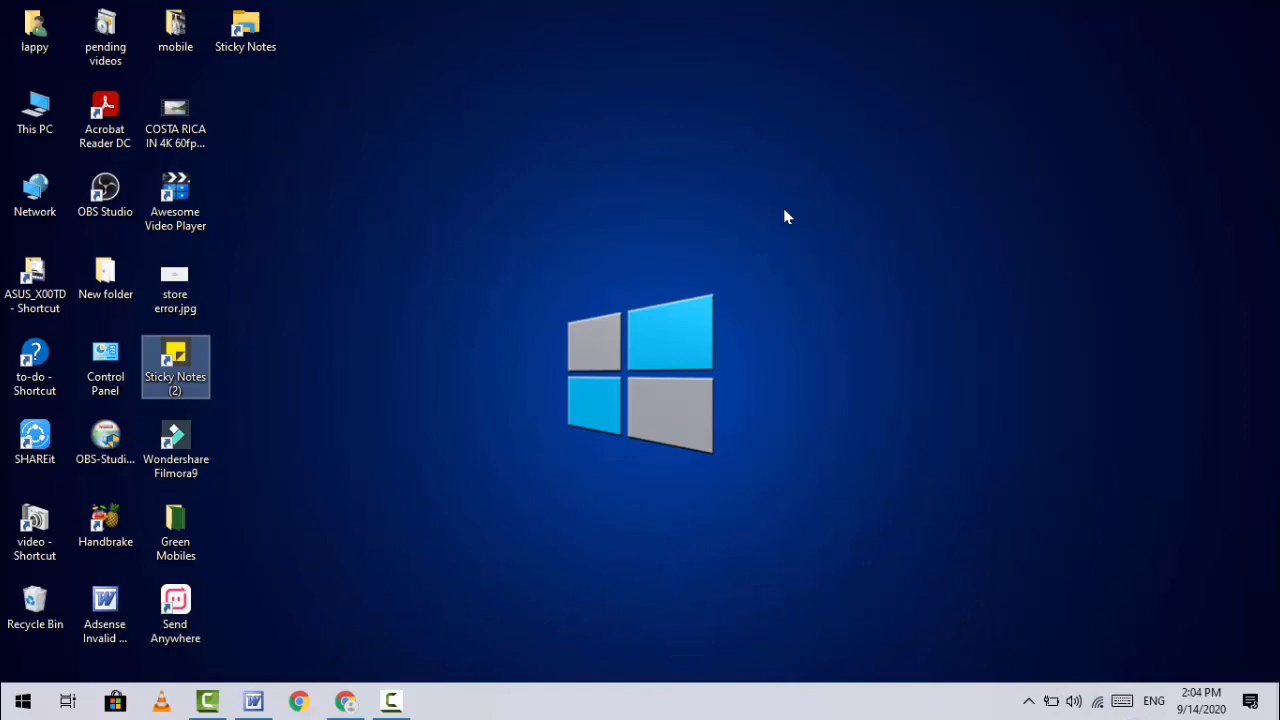 lappy
pending
videos
mobile
Sticky Notes
This PC
Acrobat
Reader DC
COSTA RICA
IN 4K 60fp...
Network
OBS Studio
Awesome
Video Player
ASUS_X00TD
- Shortcut
New folder
store
error.jpg
to-do -
Shortcut
Control
Panel
Sticky Notes
(2)
SHAREit
OBS-Studi...
Wondershare
Filmora9
video -
Shortcut
Handbrake
Green
Mobiles
Recycle Bin
Adsense
Invalid ...
Send
Anywhere
ENG
2:04 PM
9/14/2020